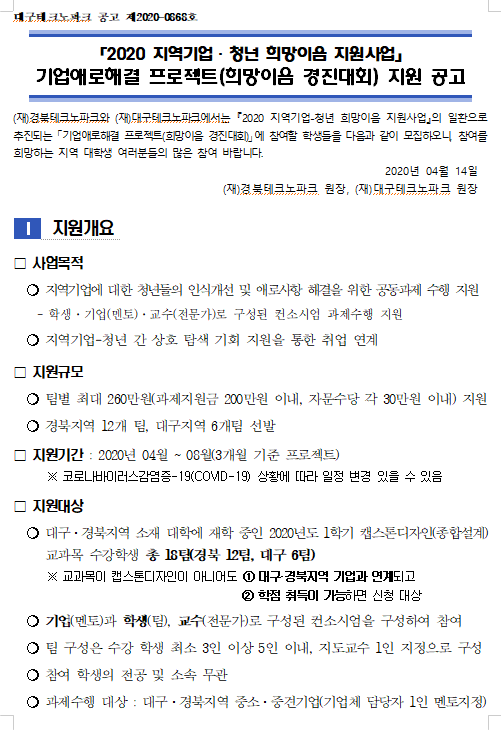 대구테크노파크 공고 제2020-0868호
「2020 지역기업·청년 희망이음 지원사업」
기업애로해결 프로젝트(희망이음 경진대회) 지원 공고
(재)경북테크노파크와 (재)대구테크노파크에서는 『2020 지역기업-청년 희망이음 지원사업』의 일환으로
추진되는 「기업애로해결 프로젝트(희망이음 경진대회)」에 참여할 학생들을 다음과 같이 모집하오니, 참여를
희망하는 지역 대학생 여러분들의 많은 참여 바랍니다.
2020년 04월 14일
(재)경북테크노파크 원장, (재)대구테크노파크 원장
Ⅰ 지원개요
□ 사업목적
❍ 지역기업에 대한 청년들의 인식개선 및 애로사항 해결을 위한 공동과제 수행 지원
- 학생·기업(멘토)·교수(전문가)로 구성된 컨소시엄 과제수행 지원
❍ 지역기업-청년 간 상호 탐색 기회 지원을 통한 취업 연계
□ 지원규모
❍ 팀별 최대 260만원(과제지원금 200만원 이내, 자문수당 각 30만원 이내) 지원
❍ 경북지역 12개 팀, 대구지역 6개팀 선발
□ 지원기간 : 2020년 04월 ~ 08월(3개월 기준 프로젝트)
※ 코로나바이러스감염증-19(COVID-19) 상황에 따라 일정 변경 있을 수 있음
□ 지원대상
❍ 대구·경북지역 소재 대학에 재학 중인 2020년도 1학기 캡스톤디자인(종합설계)
교과목 수강학생 총 18팀(경북 12팀, 대구 6팀)
※ 교과목이 캡스톤디자인이 아니어도 ① 대구·경북지역 기업과 연계되고
② 학점 취득이 가능하면 신청 대상
❍ 기업(멘토)과 학생(팀), 교수(전문가)로 구성된 컨소시엄을 구성하여 참여
❍ 팀 구성은 수강 학생 최소 3인 이상 5인 이내, 지도교수 1인 지정으로 구성
❍ 참여 학생의 전공 및 소속 무관
❍ 과제수행 대상 : 대구·경북지역 중소·중견기업(기업체 담당자 1인 멘토지정)